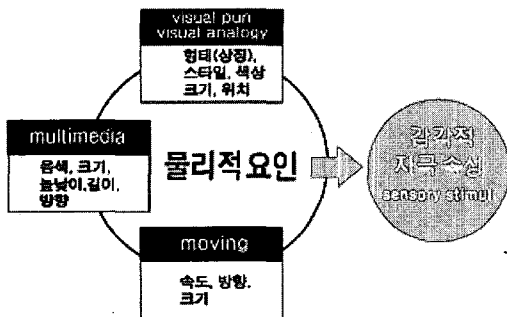 visual pun
visual analogy
형태(상징),
스타일, 색상
크기, 위치
multimedia
음색, 크기,
높낮이,길이,
방향
물리적요인
감각적
자극 속성
sensory stimuli
moving
속도, 방향,
크기